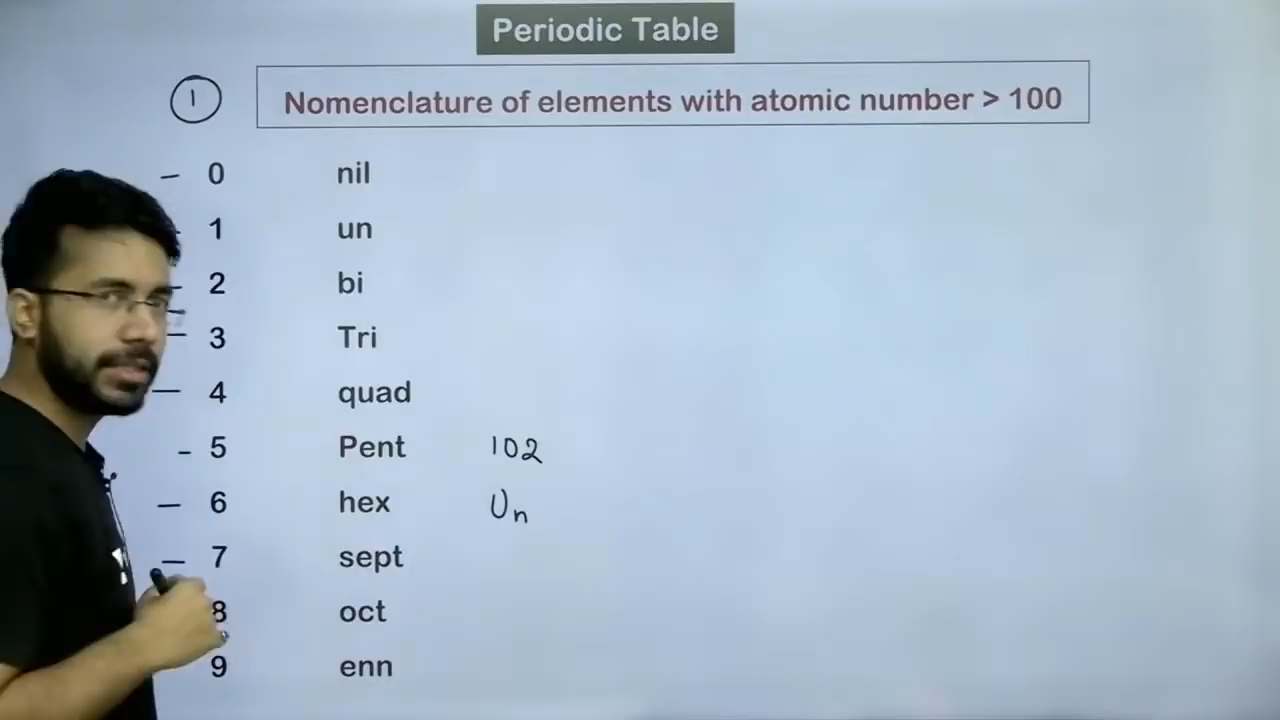 Periodic Table
1 Nomenclature of elements with atomic number > 100
– 0 nil
1 un
2 bi
– 3 Tri
– 4 quad
- 5 Pent 102
– 6 hex Un
– 7 sept
8 oct
9 enn